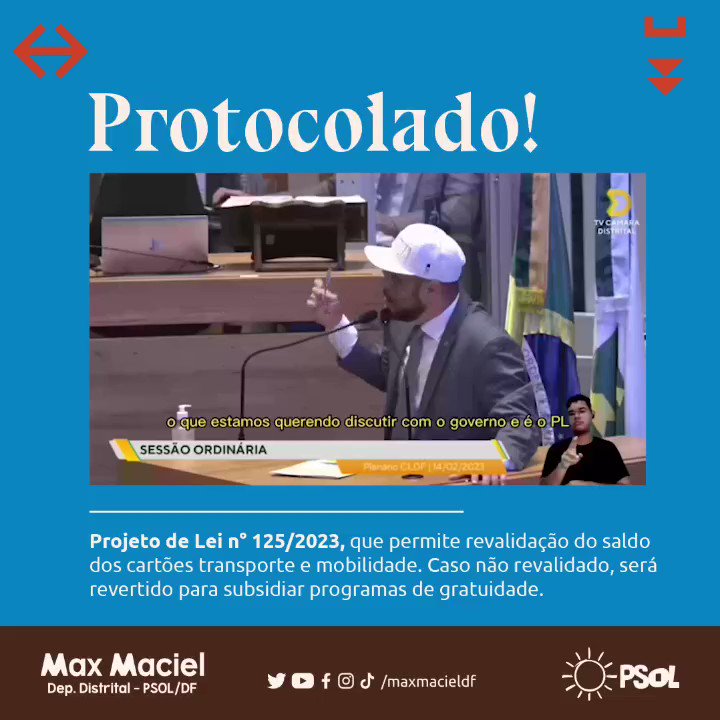 Protocolado!
TV CÂMARA
DISTRITAL
o que estamos querendo discutir com o governo e é o PL
SESSÃO ORDINÁRIA
Plenário CLDF | 14/02/2023
Projeto de Lei n° 125/2023, que permite revalidação do saldo
dos cartões transporte e mobilidade. Caso não revalidado, será
revertido para subsidiar programas de gratuidade.
Max Maciel
Dep. Distrital - PSOL/DF
/maxmacieldf
PSOL